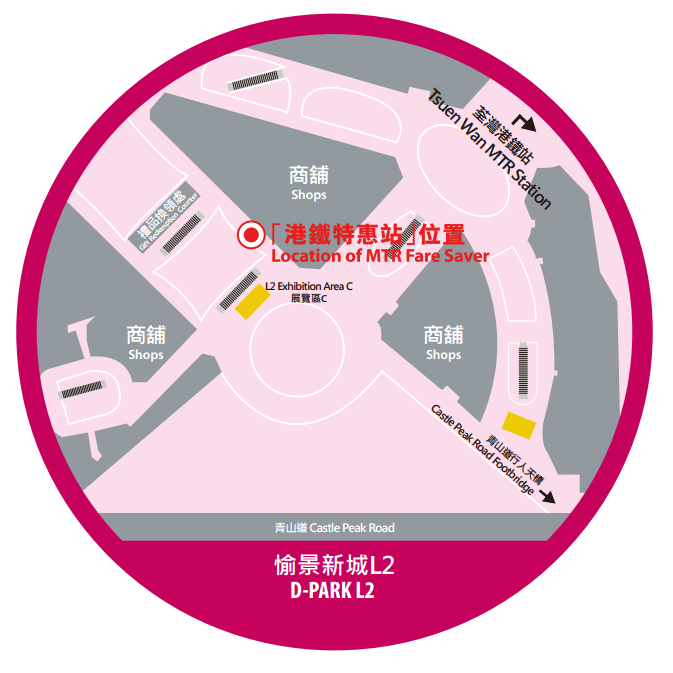 荃灣港鐵站
Tsuen Wan MTR Station
商舖
Shops
禮品換領處
Gift Redemption Counter
「港鐵特惠站」位置
Location of MTR Fare Saver
L2 Exhibition Area C
展覽區C
商舖
Shops
商舖
Shops
青山道行人天橋
Castle Peak Road Footbridge
青山道 Castle Peak Road
愉景新城L2
D-PARK L2